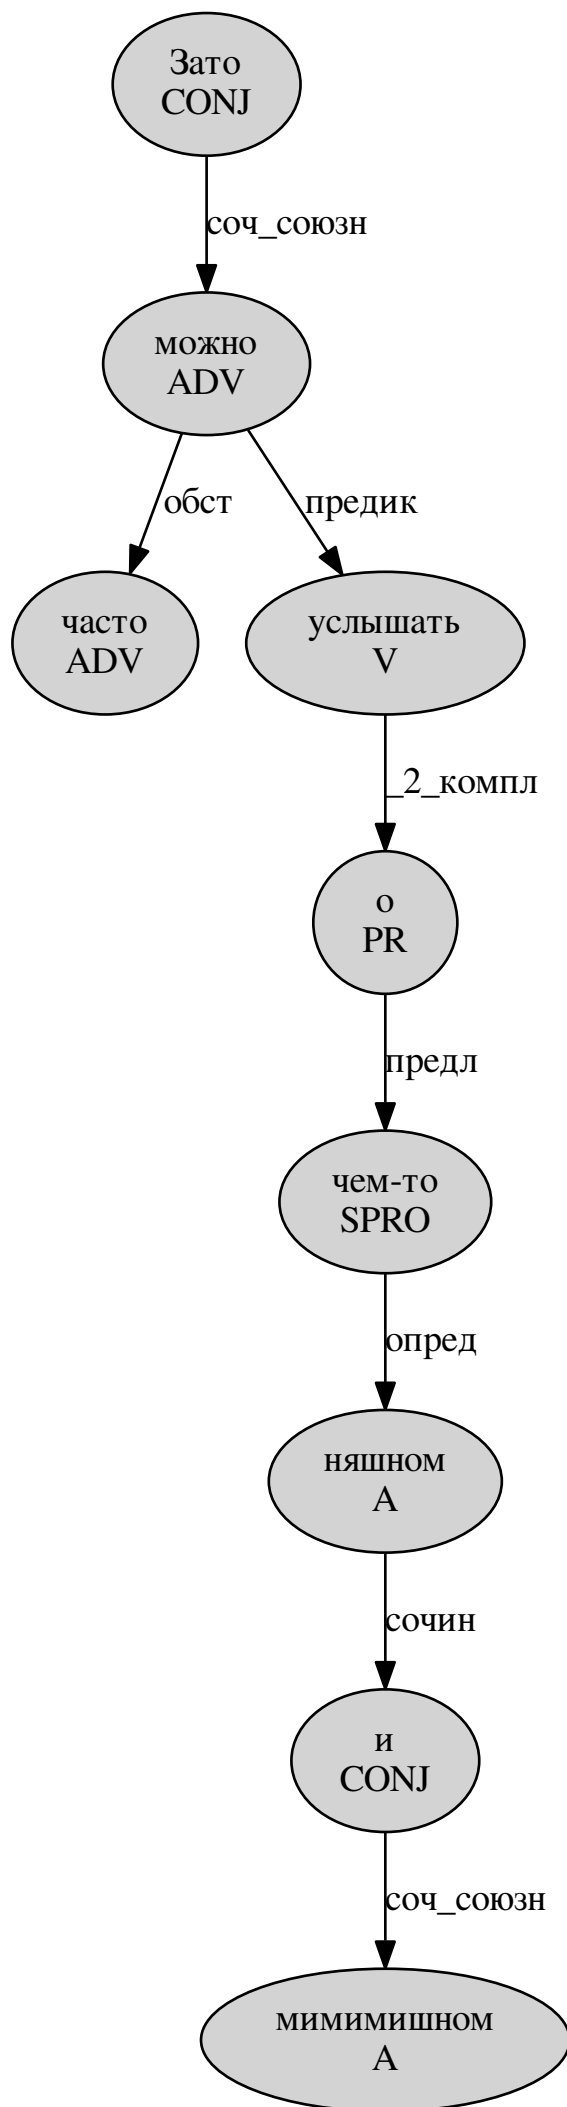 Зато
CONJ
соч_союзн
можно
ADV
обст
предик
часто
ADV
услышать
V
_2_компл
о
PR
предл
чем-то
SPRO
опред
няшном
A
сочин
и
CONJ
соч_союзн
мимимишном
A